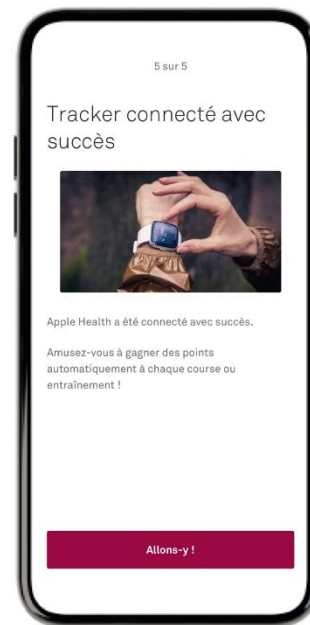 5 sur 5
Tracker connecté avec
succès
Apple Health a été connecté avec succès.
Amusez-vous à gagner des points
automatiquement à chaque course ou
entraînement !
Allons-y !